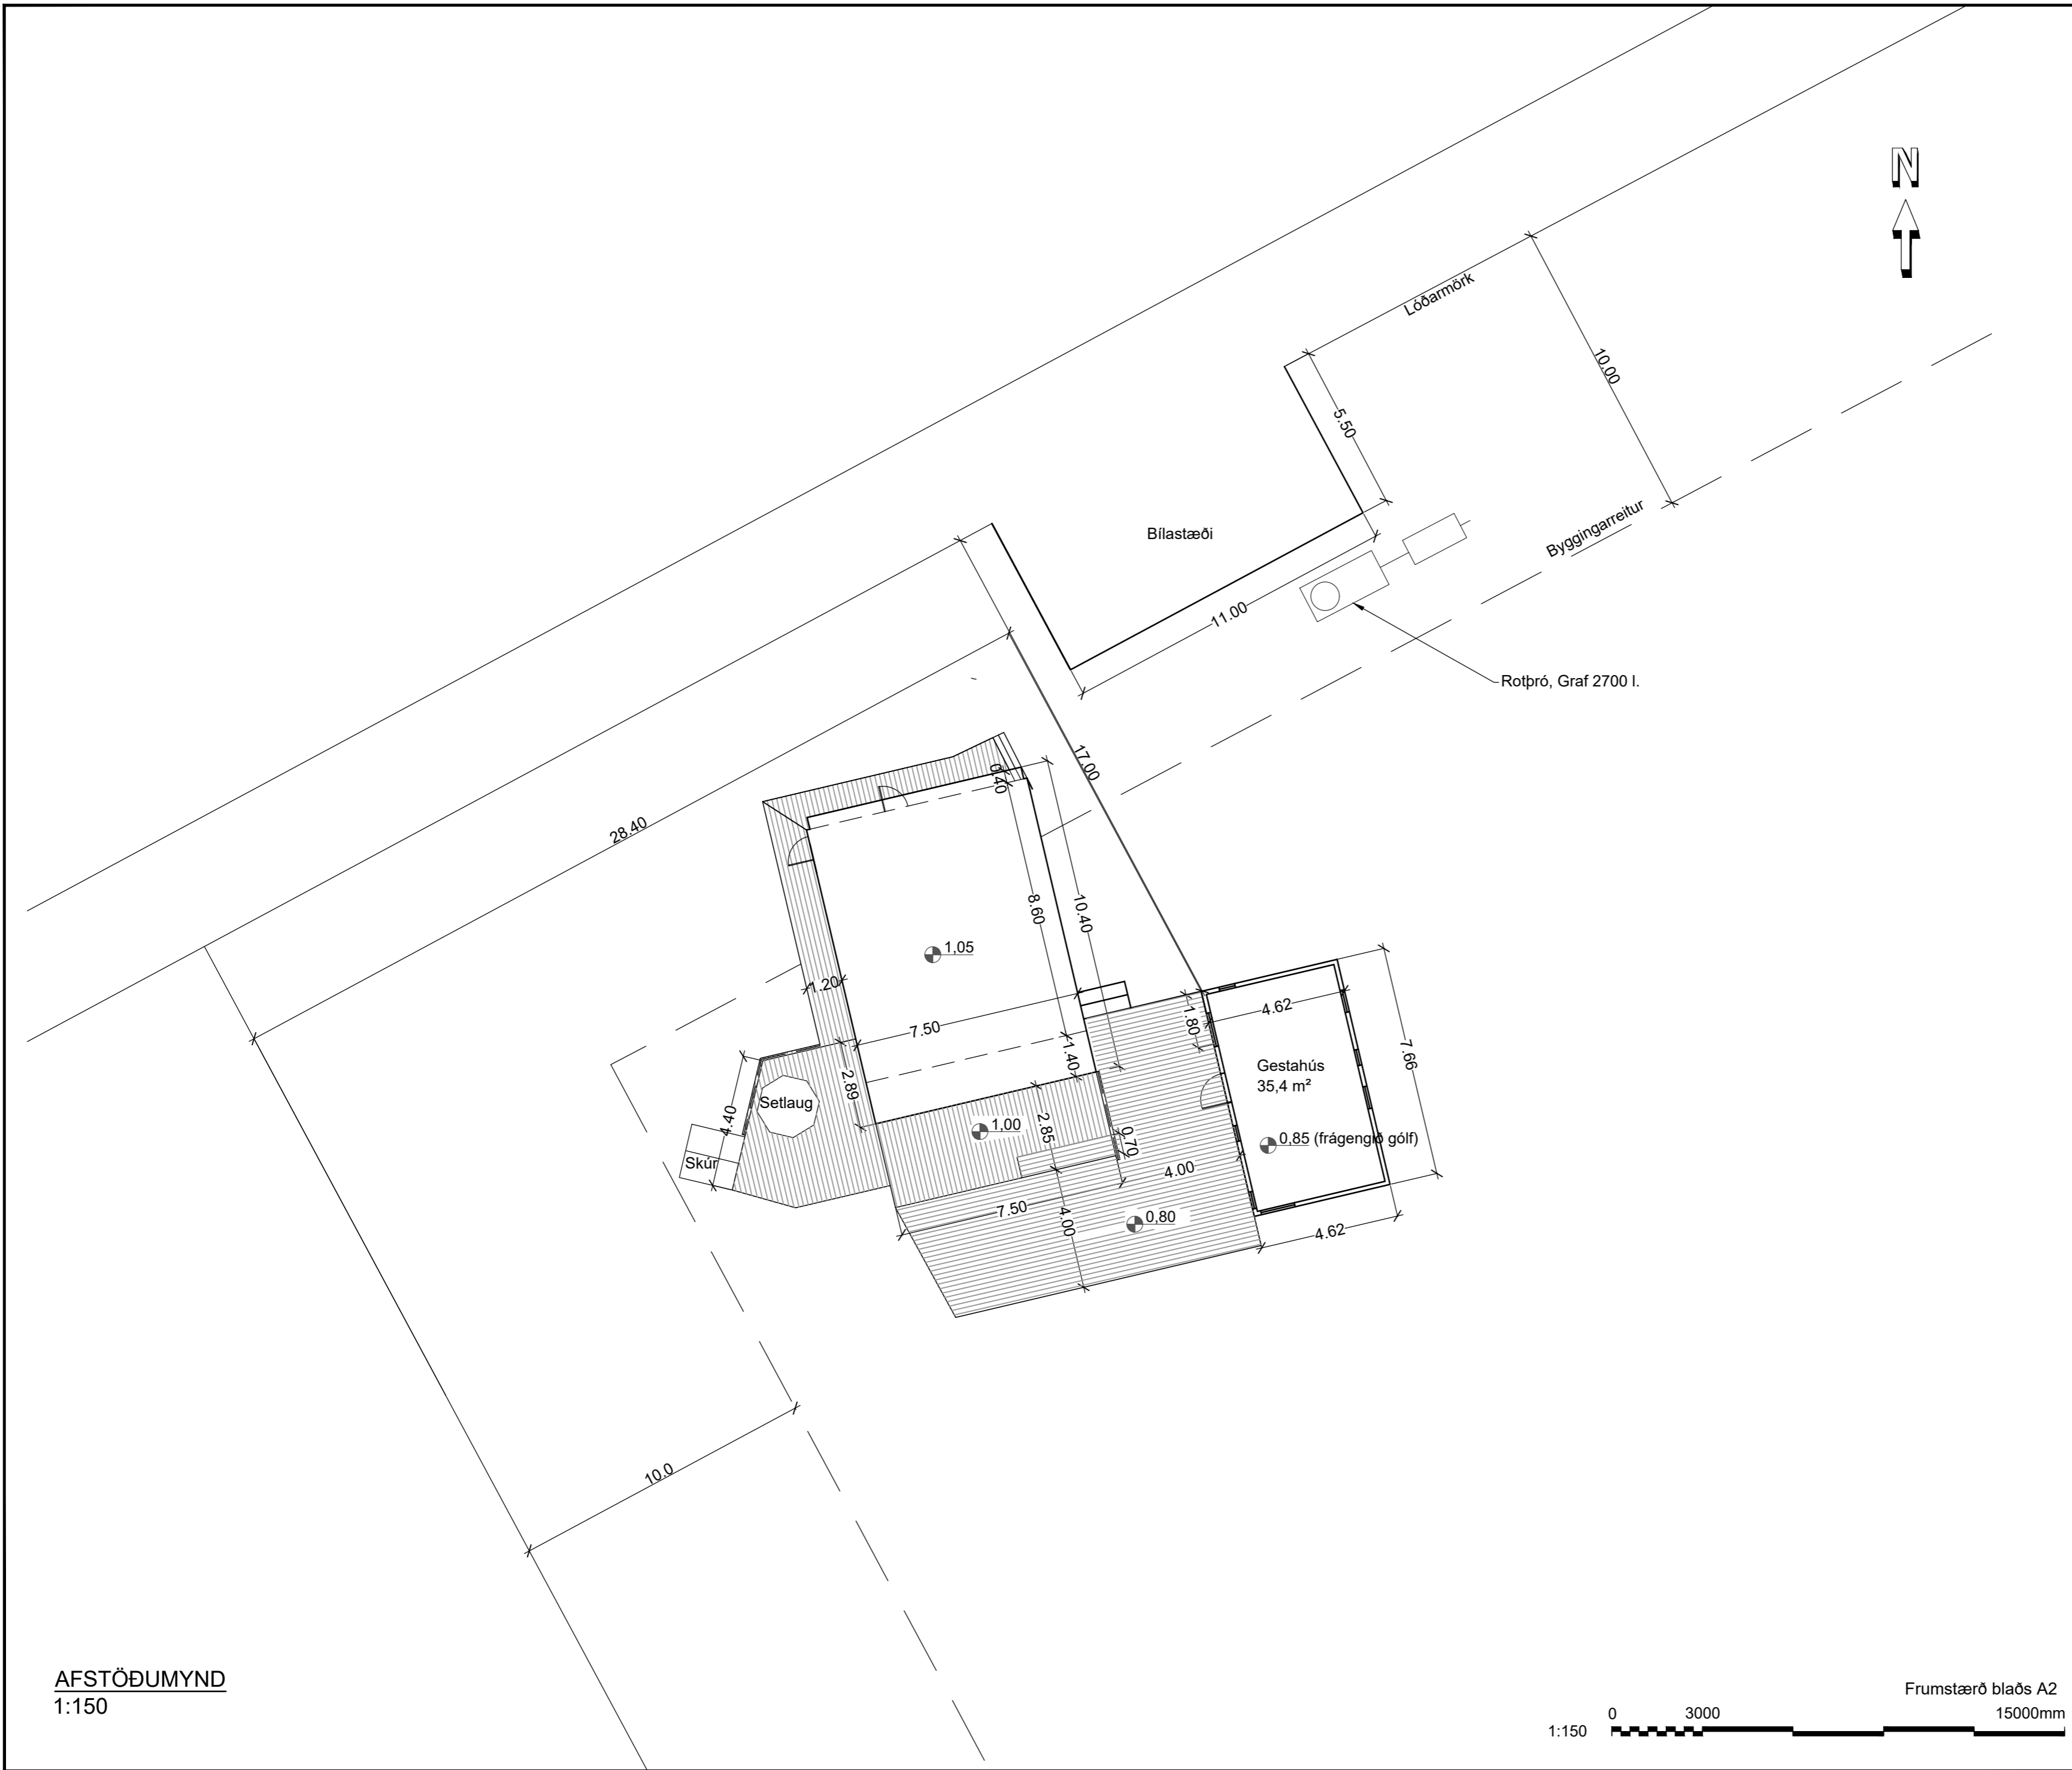 N
Lóðarmörk
10.00
5.50
Bílastæði
Byggingarreitur
11.00
Rotþró, Graf 2700 l.
17.00
0.40
28.40
8.60
10.40
1,05
1.20
7.50
1.80
4.62
1.40
7.66
Gestahús
35,4 m²
2.89
Setlaug
4.40
1,00
2.85
0.70
0,85 (frágengið gólf)
Skúr
4.00
7.50
4.00
0,80
4.62
10.0
AFSTÖÐUMYND
1:150
Frumstærð blaðs A2
0 3000 15000mm
1:150